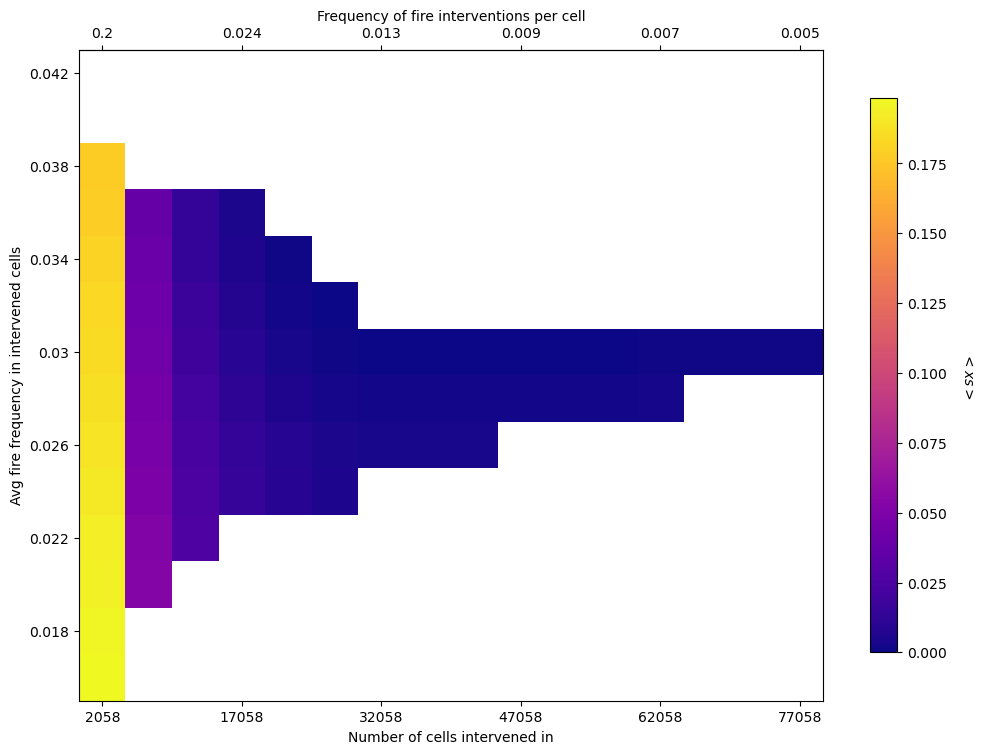 Frequency of fire interventions per cell
0.2 0.024 0.013 0.009 0.007 0.005
0.042
0.038
0.034
0.03
0.026
0.022
0.018
Avg fire frequency in intervened cells
2058 17058 32058 47058 62058 77058
Number of cells intervened in
0.175
0.150
0.125
0.100
0.075
0.050
0.025
0.000
< sx >